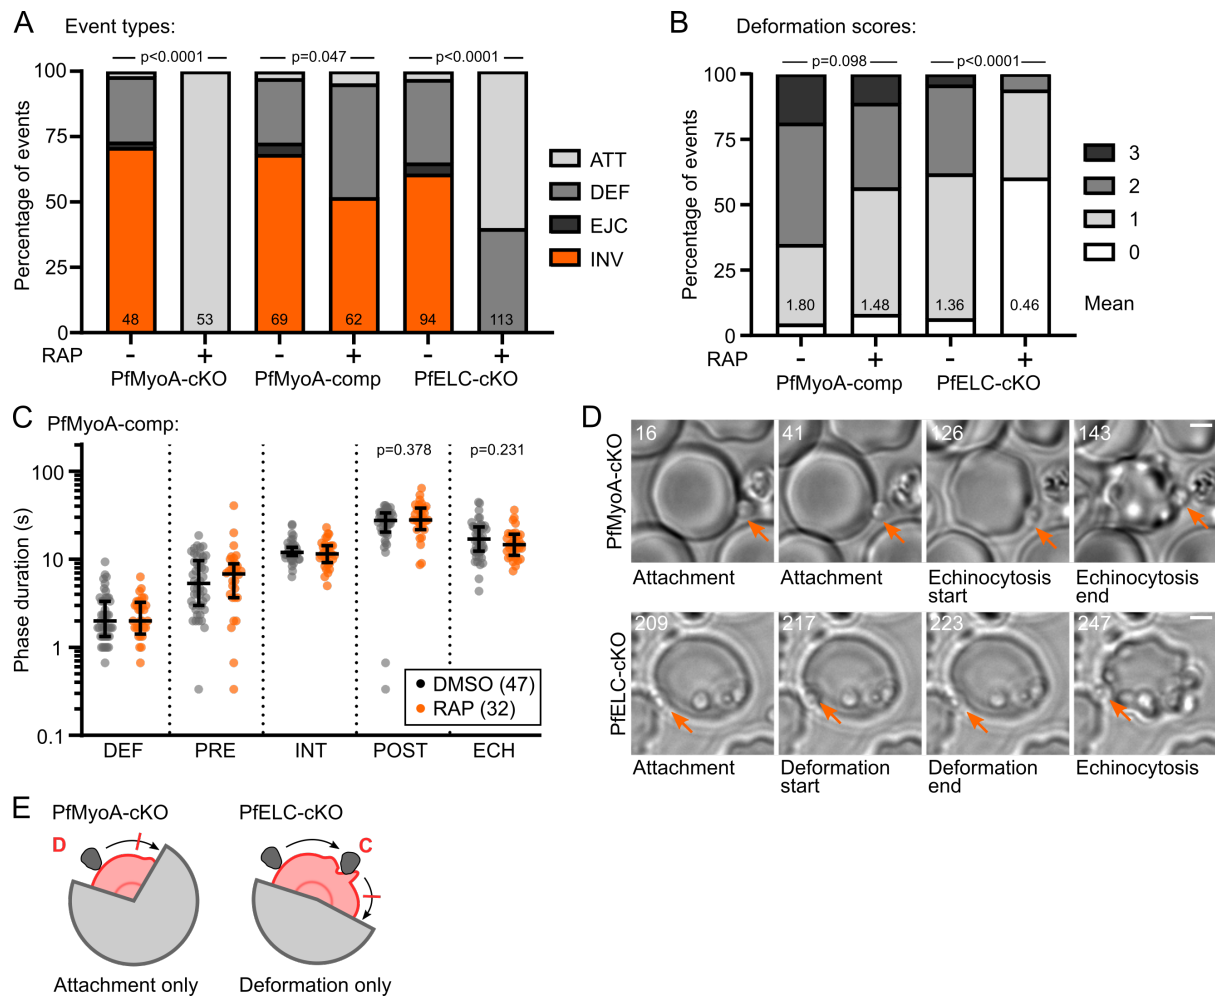 A Event types:
p<0.0001 p=0.047 p<0.0001
Percentage of events
100
75
50
25
0
48 53 69 62 94 113
ATT
DEF
EJC
INV
RAP - + - + - +
PfMyoA-cKO PfMyoA-comp PfELC-cKO
B Deformation scores:
p=0.098 p<0.0001
Percentage of events
100
75
50
25
0
1.80 1.48 1.36 0.46
3
2
1
0
Mean
RAP - + - +
PfMyoA-comp PfELC-cKO
C PfMyoA-comp:
p=0.378 p=0.231
Phase duration (s)
100
10
1
0.1
DMSO (47)
RAP (32)
DEF PRE INT POST ECH
D
PfMyoA-cKO
16 41 126 143
Attachment Attachment Echinocytosis start Echinocytosis end
PfELC-cKO
209 217 223 247
Attachment Deformation start Deformation end Echinocytosis
E
PfMyoA-cKO PfELC-cKO
D C
Attachment only Deformation only